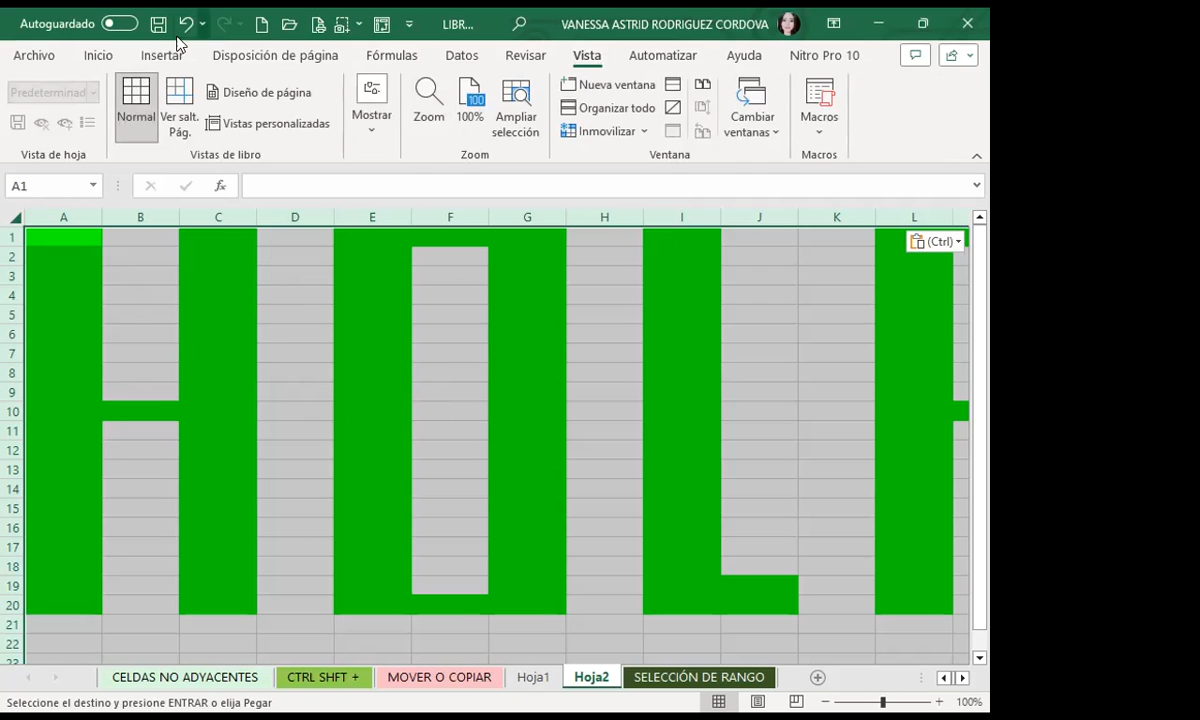 Autoguardado LIBR... VANESSA ASTRID RODRIGUEZ CORDOVA
Archivo Inicio Insertar Disposición de página Fórmulas Datos Revisar Vista Automatizar Ayuda Nitro Pro 10
Predeterminad
Vista de hoja
Normal
Ver salt.
Pág.
Diseño de página
Vistas personalizadas
Vistas de libro
Mostrar
Zoom
100
100%
Ampliar
selección
Zoom
Nueva ventana
Organizar todo
Inmovilizar
Cambiar
ventanas
Ventana
Macros
Macros
A1 fx
A B C D E F G H I J K L
1
(Ctrl)
2
3
4
5
6
7
8
9
10
11
12
13
14
15
16
17
18
19
20
21
22
23
HOL
CELDAS NO ADYACENTES CTRL SHFT + MOVER O COPIAR Hoja1 Hoja2 SELECCIÓN DE RANGO
Seleccione el destino y presione ENTRAR o elija Pegar 100%